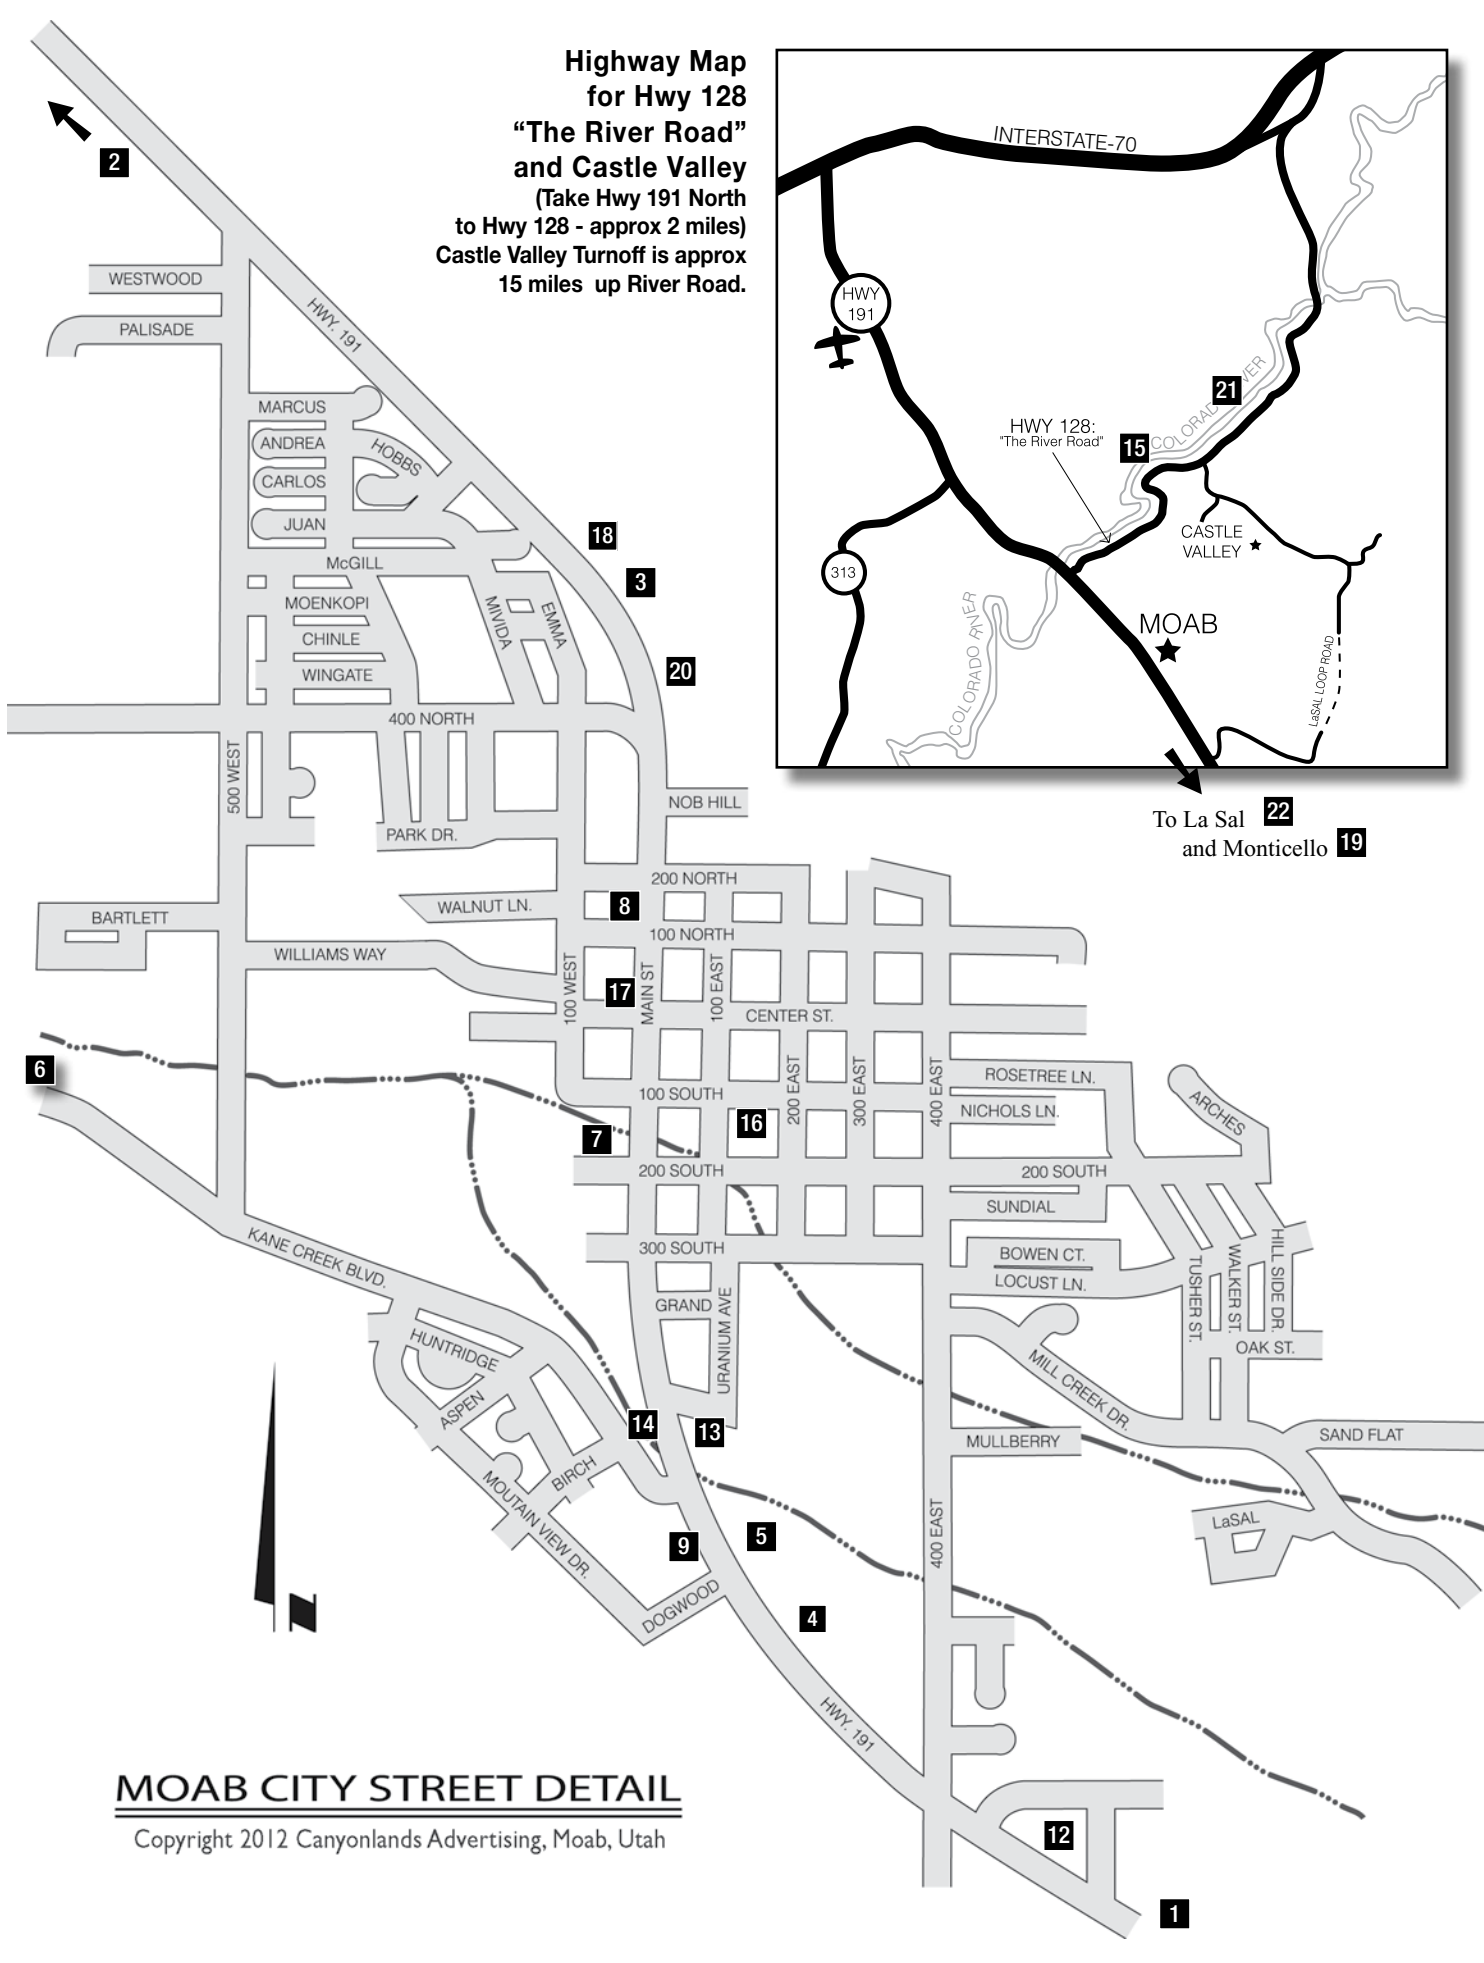 Highway Map
for Hwy 128
“The River Road”
and Castle Valley
(Take Hwy 191 North
to Hwy 128 - approx 2 miles)
Castle Valley Turnoff is approx
15 miles up River Road.
INTERSTATE-70
HWY
191
COLORADO RIVER
21
15
HWY 128:
"The River Road"
CASTLE
VALLEY
313
MOAB
COLORADO RIVER
LaSAL LOOP ROAD
To La Sal 22
and Monticello 19
2
WESTWOOD
PALISADE
HWY. 191
MARCUS
ANDREA
HOBBS
CARLOS
JUAN
18
McGILL
3
MOENKOPI
MIVIDA
EMMA
CHINLE
WINGATE
20
400 NORTH
500 WEST
NOB HILL
PARK DR.
200 NORTH
WALNUT LN.
8
BARTLETT
100 NORTH
WILLIAMS WAY
100 WEST
17
MAIN ST
100 EAST
CENTER ST.
6
200 EAST
300 EAST
400 EAST
ROSETREE LN.
100 SOUTH
NICHOLS LN.
ARCHES
16
7
200 SOUTH
200 SOUTH
SUNDIAL
KANE CREEK BLVD.
300 SOUTH
BOWEN CT.
LOCUST LN.
TUSHER ST.
WALKER ST.
HILL SIDE DR.
GRAND
URANIUM AVE
HUNTRIDGE
OAK ST.
MILL CREEK DR.
ASPEN
14
13
MULLBERRY
SAND FLAT
BIRCH
MOUTAIN VIEW DR.
LaSAL
9
5
400 EAST
DOGWOOD
4
N
HWY. 191
MOAB CITY STREET DETAIL
Copyright 2012 Canyonlands Advertising, Moab, Utah
12
1